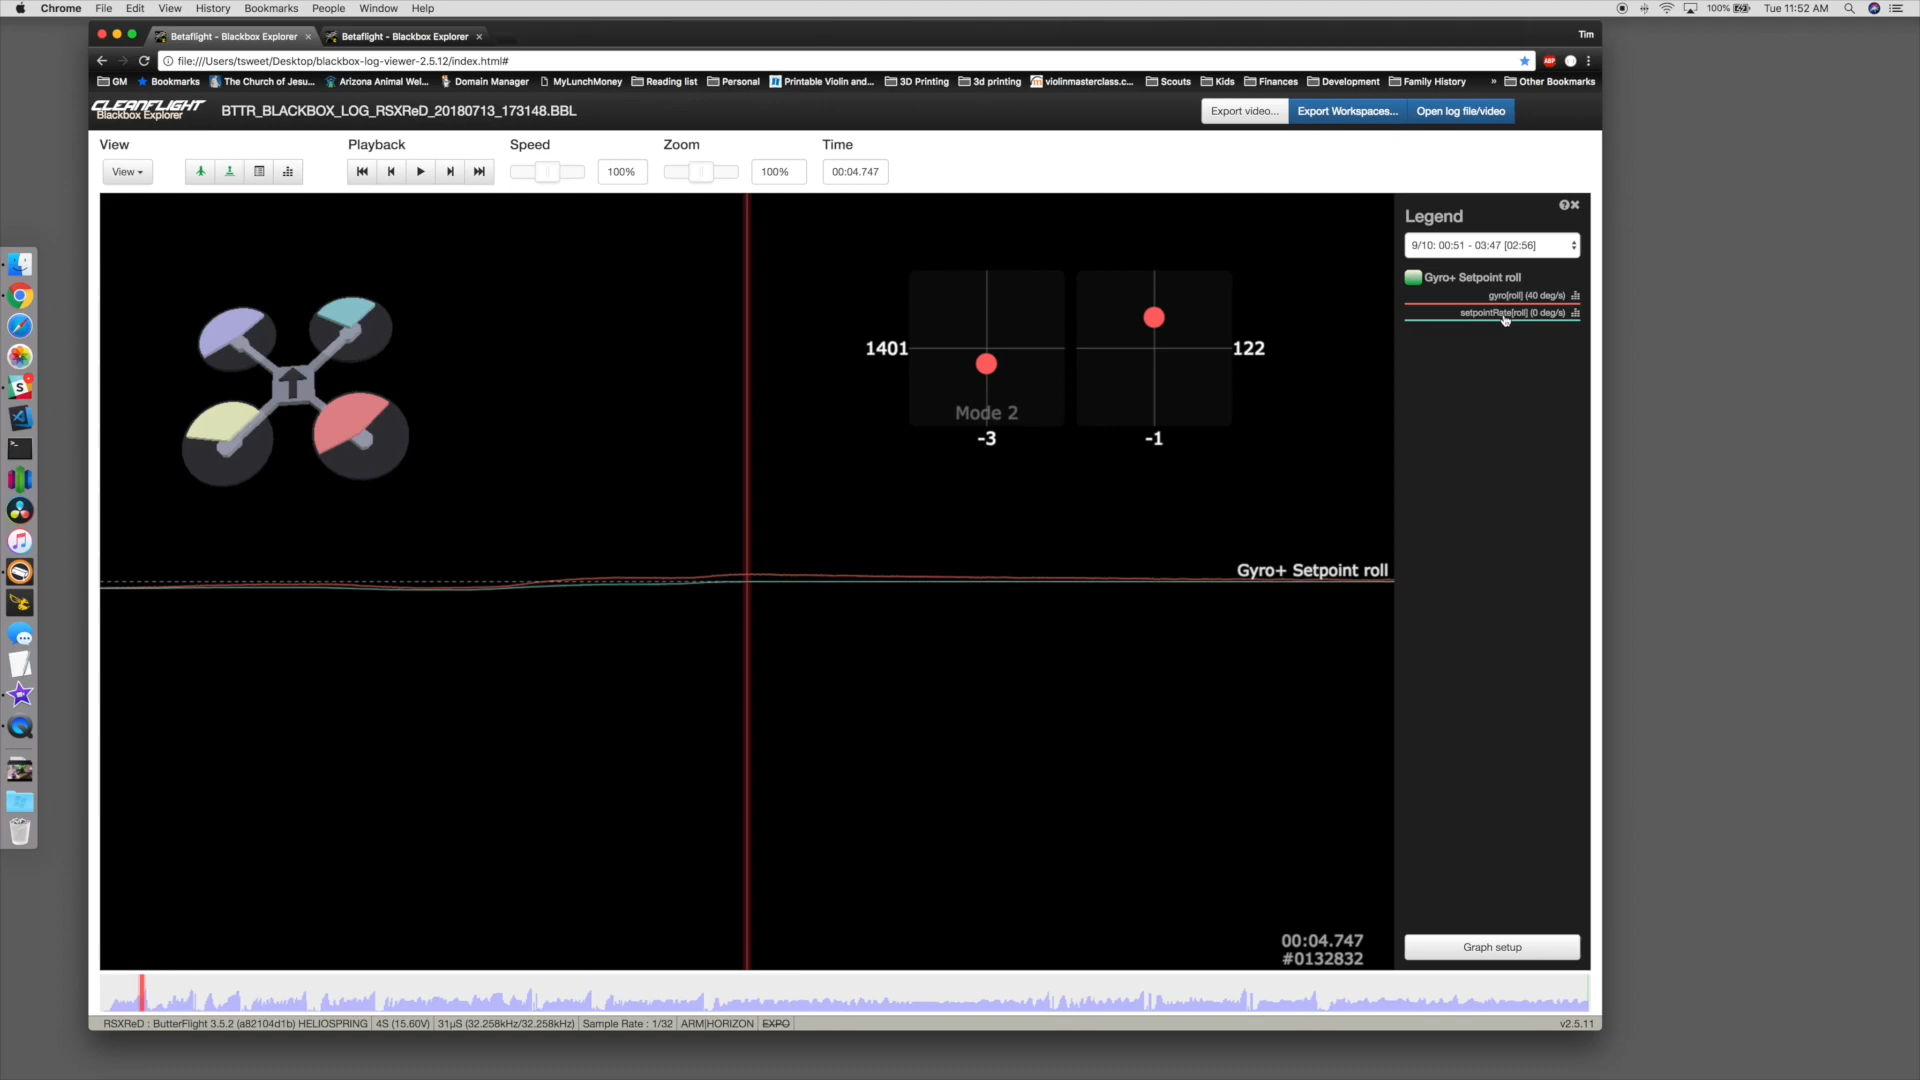 Chrome File Edit View History Bookmarks People Window Help 100% Tue 11:52 AM
Betaflight - Blackbox Explorer × Betaflight - Blackbox Explorer × Tim
file:///Users/tsweet/Desktop/blackbox-log-viewer-2.5.12/index.html# ABP
GM Bookmarks The Church of Jesu... Arizona Animal Wel... Domain Manager MyLunchMoney Reading list Personal Printable Violin and... 3D Printing 3d printing violinmasterclass.c... Scouts Kids Finances Development Family History » Other Bookmarks
CLEANFLIGHT
Blackbox Explorer
BTTR_BLACKBOX_LOG_RSXReD_20180713_173148.BBL
Export video... Export Workspaces... Open log file/video
View Playback Speed Zoom Time
View 100% 100% 00:04.747
Legend
9/10: 00:51 - 03:47 [02:56]
Gyro+ Setpoint roll
gyro[roll] (40 deg/s)
setpointRate[roll] (0 deg/s)
1401 122
Mode 2
-3 -1
Gyro+ Setpoint roll
00:04.747
#0132832
Graph setup
RSXReD : ButterFlight 3.5.2 (a82104d1b) HELIOSPRING 4S (15.60V) 31μS (32.258kHz/32.258kHz) Sample Rate : 1/32 ARM|HORIZON EXPO v2.5.11